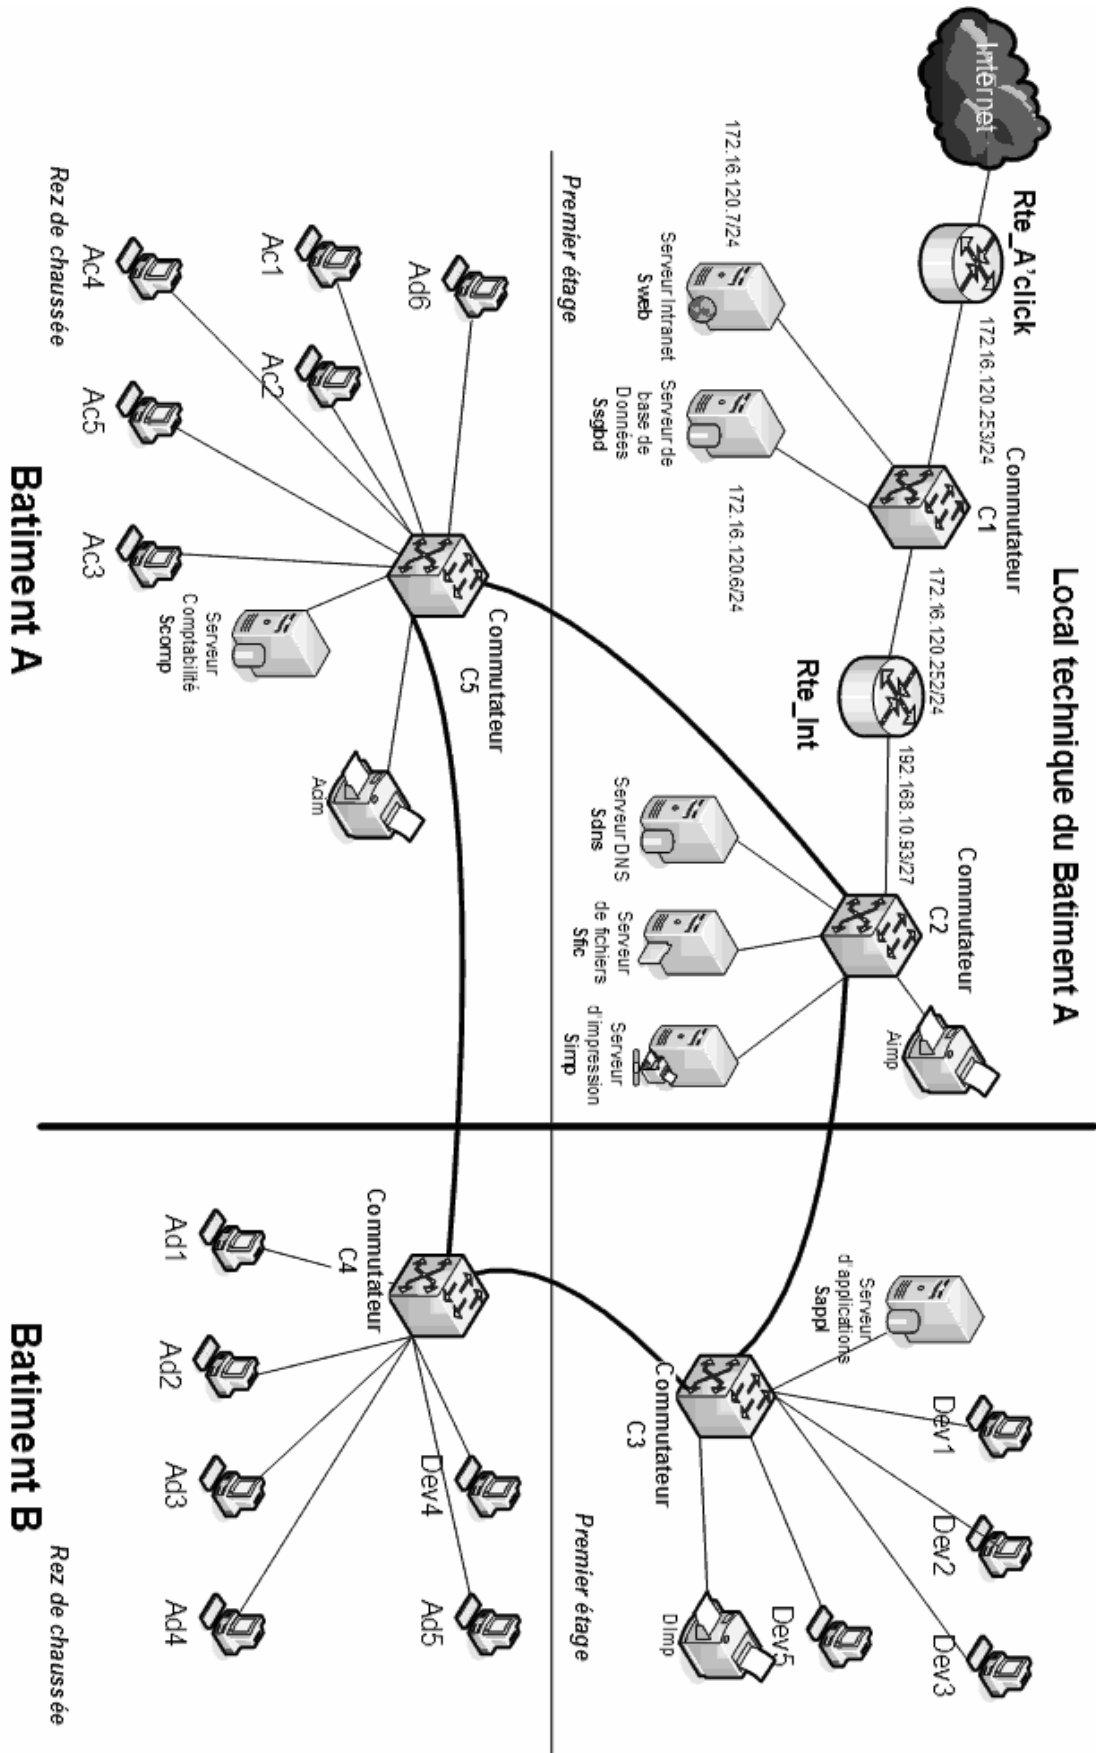 Local technique du Batiment A
Internet
Rte_A'click
172.16.120.253/24
Commutateur
C1
172.16.120.252/24
Rte_Int
192.168.10.93/27
Commutateur
C2
Aimp
172.16.120.7/24
Serveur Intranet
Sweb
Serveur de
base de
Données
Ssgbd
172.16.120.6/24
Serveur DNS
Sdns
Serveur
de fichiers
Sfic
Serveur
d'impression
Simp
Premier étage
Serveur
d'applications
Sappl
Dev1
Dev2
Dev3
Commutateur
C3
Dev5
DImp
Premier étage
Ad6
Ac1
Ac2
Ac4
Ac5
Ac3
Commutateur
C5
Serveur
Comptabilité
Scomp
Acim
Rez de chaussée
Batiment A
Commutateur
C4
Dev4
Ad5
Ad1
Ad2
Ad3
Ad4
Batiment B
Rez de chaussée